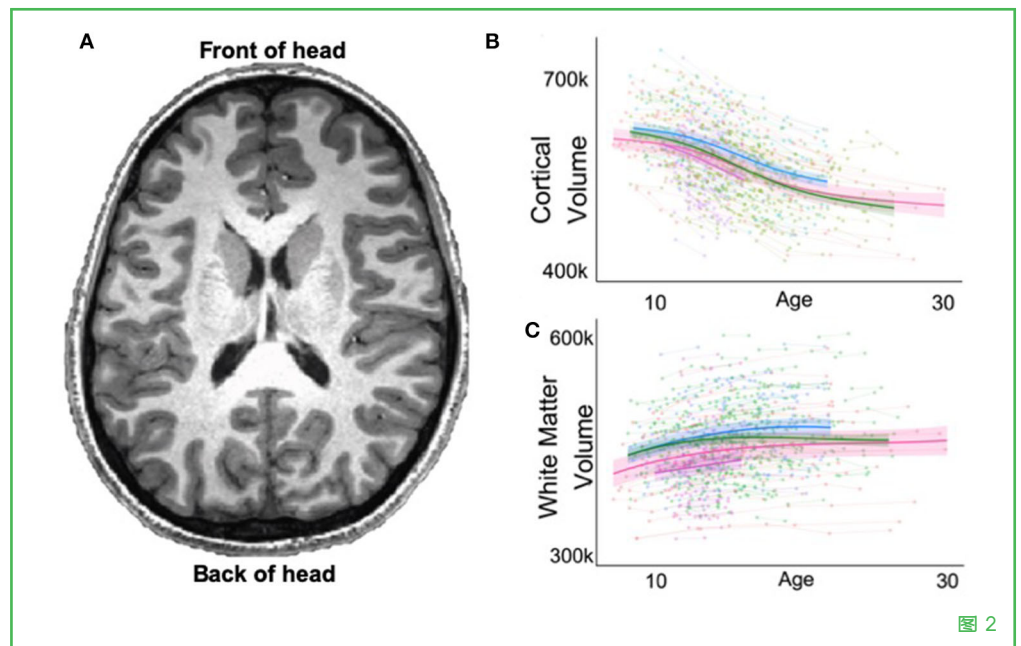 A
Front of head
Back of head
B
700k
Cortical
Volume
400k
10
Age
30
C
600k
White Matter
Volume
300k
10
Age
30
图 2